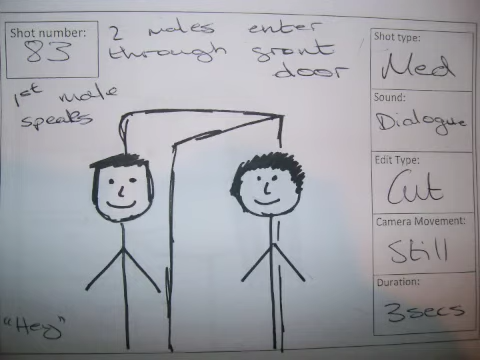 Shot number:
83
2 males enter
through front
door
1st male
speaks
"Hey"
Shot type:
Med
Sound:
Dialogue
Edit Type:
Cut
Camera Movement:
Still
Duration:
3secs